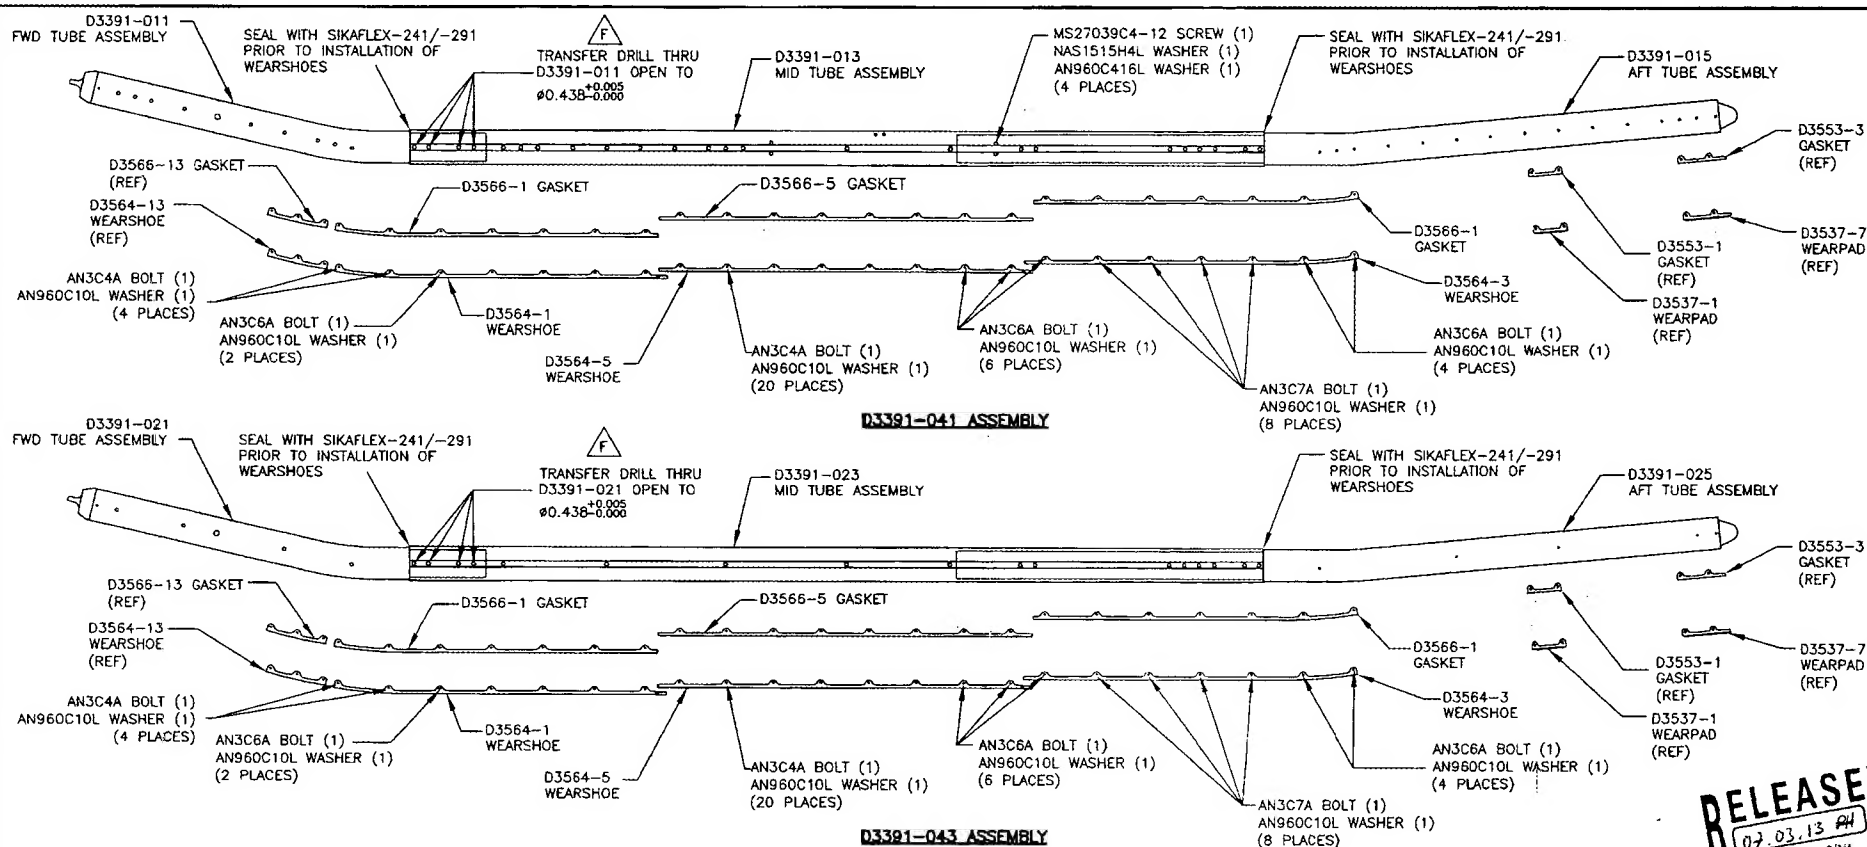 D3391-011
FWD TUBE ASSEMBLY
SEAL WITH SIKAFLEX-241/-291
PRIOR TO INSTALLATION OF
WEARSHOES
F
TRANSFER DRILL THRU
D3391-011 OPEN TO
ø0.438+0.005
-0.000
D3391-013
MID TUBE ASSEMBLY
MS27039C4-12 SCREW (1)
NAS1515H4L WASHER (1)
AN960C416L WASHER (1)
(4 PLACES)
SEAL WITH SIKAFLEX-241/-291
PRIOR TO INSTALLATION OF
WEARSHOES
D3391-015
AFT TUBE ASSEMBLY
D3553-3
GASKET
(REF)
D3566-13 GASKET
(REF)
D3564-13
WEARSHOE
(REF)
D3566-1 GASKET
D3566-5 GASKET
D3566-1
GASKET
D3553-1
GASKET
(REF)
D3537-7
WEARPAD
(REF)
AN3C4A BOLT (1)
AN960C10L WASHER (1)
(4 PLACES)
AN3C6A BOLT (1)
AN960C10L WASHER (1)
(2 PLACES)
D3564-1
WEARSHOE
D3564-5
WEARSHOE
AN3C4A BOLT (1)
AN960C10L WASHER (1)
(20 PLACES)
AN3C6A BOLT (1)
AN960C10L WASHER (1)
(6 PLACES)
D3564-3
WEARSHOE
D3537-1
WEARPAD
(REF)
AN3C6A BOLT (1)
AN960C10L WASHER (1)
(4 PLACES)
AN3C7A BOLT (1)
AN960C10L WASHER (1)
(8 PLACES)
D3391-041 ASSEMBLY
D3391-021
FWD TUBE ASSEMBLY
SEAL WITH SIKAFLEX-241/-291
PRIOR TO INSTALLATION OF
WEARSHOES
F
TRANSFER DRILL THRU
D3391-021 OPEN TO
ø0.438+0.005
-0.000
D3391-023
MID TUBE ASSEMBLY
SEAL WITH SIKAFLEX-241/-291
PRIOR TO INSTALLATION OF
WEARSHOES
D3391-025
AFT TUBE ASSEMBLY
D3553-3
GASKET
(REF)
D3566-13 GASKET
(REF)
D3564-13
WEARSHOE
(REF)
D3566-1 GASKET
D3566-5 GASKET
D3566-1
GASKET
D3553-1
GASKET
(REF)
D3537-7
WEARPAD
(REF)
AN3C4A BOLT (1)
AN960C10L WASHER (1)
(4 PLACES)
AN3C6A BOLT (1)
AN960C10L WASHER (1)
(2 PLACES)
D3564-1
WEARSHOE
D3564-5
WEARSHOE
AN3C4A BOLT (1)
AN960C10L WASHER (1)
(20 PLACES)
AN3C6A BOLT (1)
AN960C10L WASHER (1)
(6 PLACES)
D3564-3
WEARSHOE
D3537-1
WEARPAD
(REF)
AN3C6A BOLT (1)
AN960C10L WASHER (1)
(4 PLACES)
AN3C7A BOLT (1)
AN960C10L WASHER (1)
(8 PLACES)
D3391-043 ASSEMBLY
RELEASE
07.03.13 PH